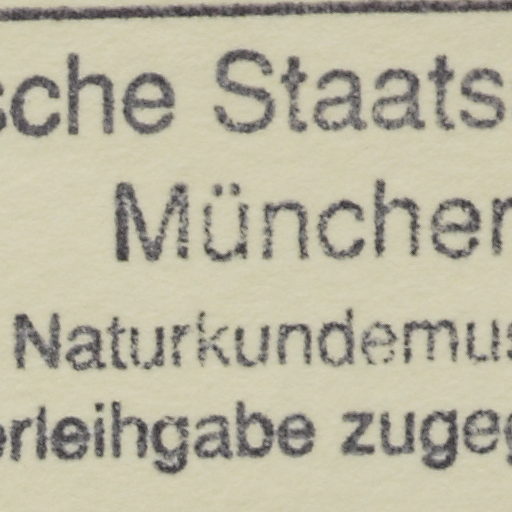 sche Staats
München
Naturkundemus
erleihgabe zugeg